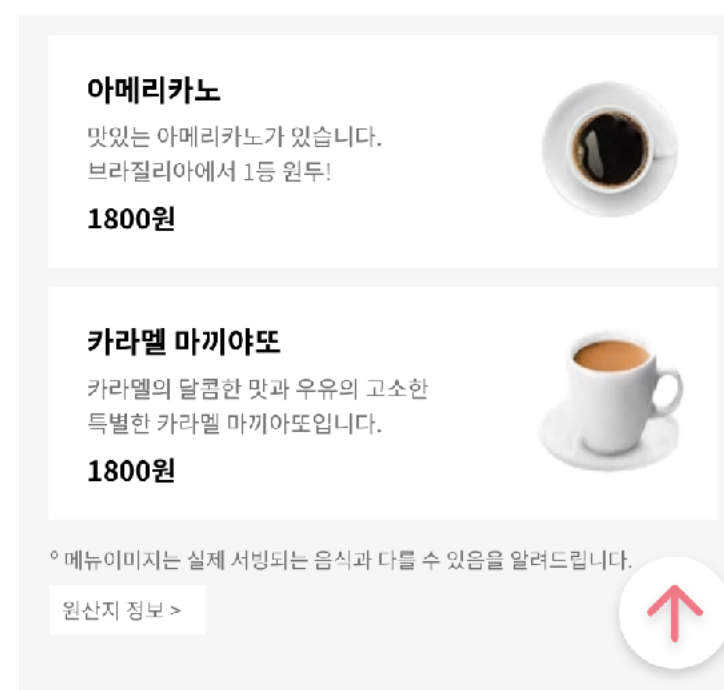 아메리카노
맛있는 아메리카노가 있습니다.
브라질리아에서 1등 원두!
1800원
카라멜 마끼야또
카라멜의 달콤한 맛과 우유의 고소한
특별한 카라멜 마끼아또입니다.
1800원
° 메뉴이미지는 실제 서빙되는 음식과 다를 수 있음을 알려드립니다.
원산지 정보 >